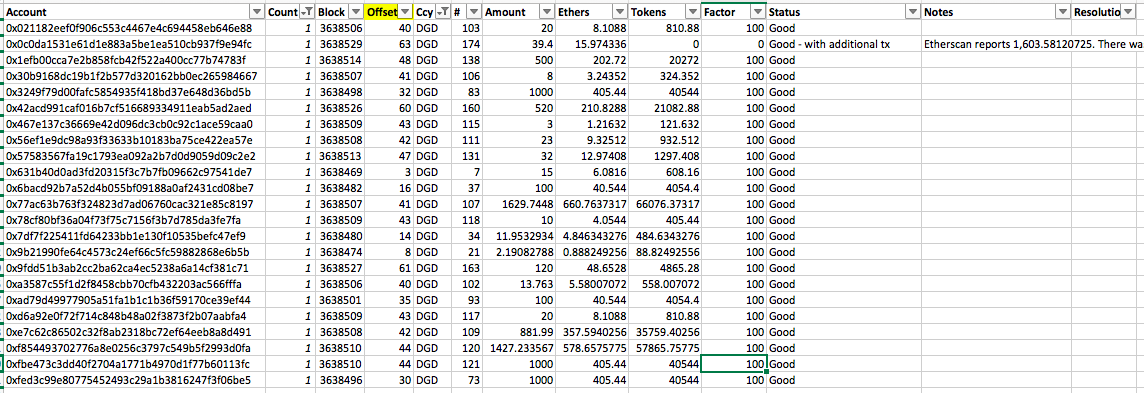 Account Count Block Offset Ccy # Amount Ethers Tokens Factor Status Notes Resolutio
0x021182eef0f906c553c4467e4c694458eb646e88 1 3638506 40 DGD 103 20 8.1088 810.88 100 Good
0x0c0da1531e61d1e883a5be1ea510cb937f9e94fc 1 3638529 63 DGD 174 39.4 15.974336 0 0 Good - with additional tx Etherscan reports 1,603.58120725. There wa
0x1efb00cca7e2b858fcb42f522a400cc77b74783f 1 3638514 48 DGD 138 500 202.72 20272 100 Good
0x30b9168dc19b1f2b577d320162bb0ec265984667 1 3638507 41 DGD 106 8 3.24352 324.352 100 Good
0x3249f79d00fafc5854935f418bd37e648d36bd5b 1 3638498 32 DGD 83 1000 405.44 40544 100 Good
0x42acd991caf016b7cf516689334911eab5ad2aed 1 3638526 60 DGD 160 520 210.8288 21082.88 100 Good
0x467e137c36669e42d096dc3cb0c92c1ace59caa0 1 3638509 43 DGD 115 3 1.21632 121.632 100 Good
0x56ef1e9dc98a93f33633b10183ba75ce422ea57e 1 3638508 42 DGD 111 23 9.32512 932.512 100 Good
0x57583567fa19c1793ea092a2b7d0d9059d09c2e2 1 3638513 47 DGD 131 32 12.97408 1297.408 100 Good
0x631b40d0ad3fd20315f3c7b7fb09662c97541de7 1 3638469 3 DGD 7 15 6.0816 608.16 100 Good
0x6bacd92b7a52d4b055bf09188a0af2431cd08be7 1 3638482 16 DGD 37 100 40.544 4054.4 100 Good
0x77ac63b763f324823d7ad06760cac321e85c8197 1 3638507 41 DGD 107 1629.7448 660.7637317 66076.37317 100 Good
0x78cf80bf36a04f73f75c7156f3b7d785da3fe7fa 1 3638509 43 DGD 118 10 4.0544 405.44 100 Good
0x7df7f225411fd64233bb1e130f10535befc47ef9 1 3638480 14 DGD 34 11.9532934 4.846343276 484.6343276 100 Good
0x9b21990fe64c4573c24ef66c5fc59882868e6b5b 1 3638474 8 DGD 21 2.19082788 0.888249256 88.82492556 100 Good
0x9fdd51b3ab2cc2ba62ca4ec5238a6a14cf381c71 1 3638527 61 DGD 163 120 48.6528 4865.28 100 Good
0xa3587c55f1d2f8458cbb70cfb432203ac566fffa 1 3638506 40 DGD 102 13.763 5.58007072 558.007072 100 Good
0xad79d49977905a51fa1b1c1b36f59170ce39ef44 1 3638501 35 DGD 93 100 40.544 4054.4 100 Good
0xd6a92e0f72f714c848b48a02f3873f2b07aabfa4 1 3638509 43 DGD 117 20 8.1088 810.88 100 Good
0xe7c62c86502c32f8ab2318bc72ef64eeb8a8d491 1 3638508 42 DGD 109 881.99 357.5940256 35759.40256 100 Good
0xf854493702776a8e0256c3797c549b5f2993d0fa 1 3638510 44 DGD 120 1427.233567 578.6575775 57865.75775 100 Good
0xfbe473c3dd40f2704a1771b4970d1f77b60113fc 1 3638510 44 DGD 121 1000 405.44 40544 100 Good
0xfed3c99e80775452493c29a1b3816247f3f06be5 1 3638496 30 DGD 73 1000 405.44 40544 100 Good